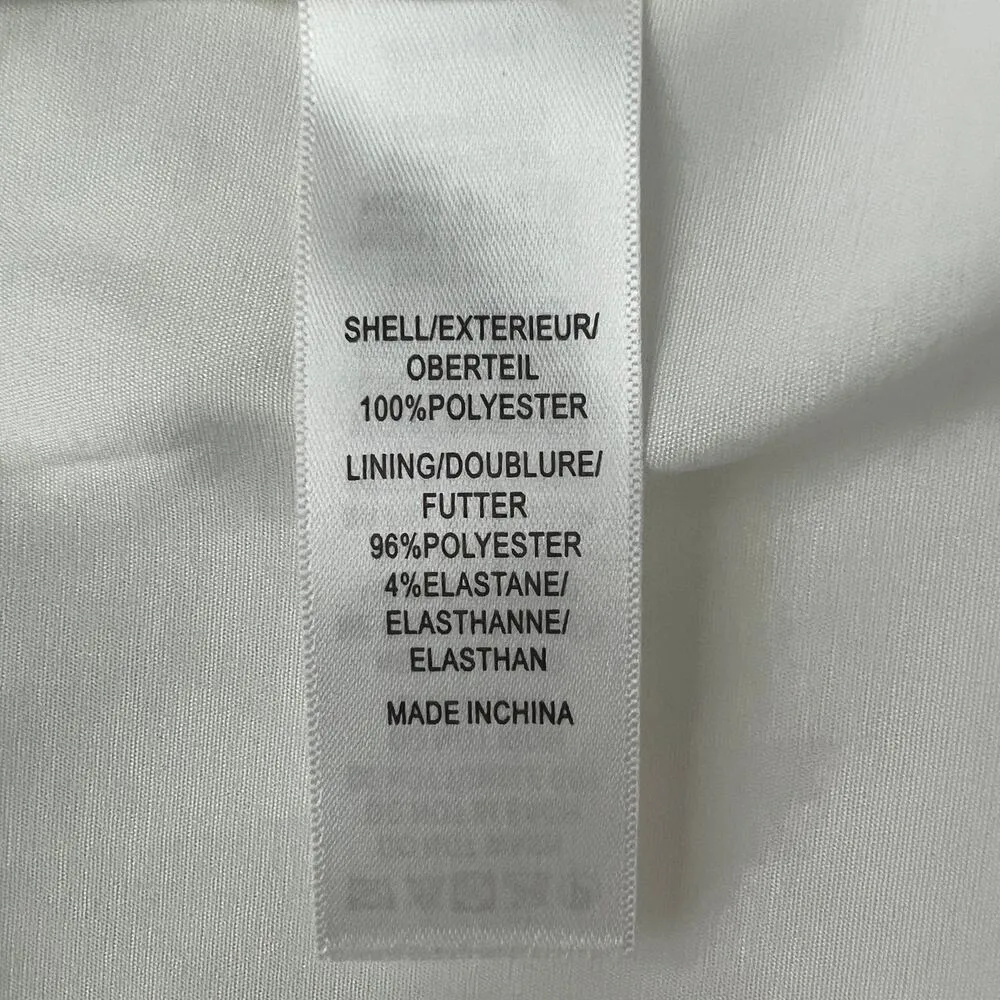 SHELL/EXTERIEUR/
OBERTEIL
100%POLYESTER
LINING/DOUBLURE/
FUTTER
96%POLYESTER
4%ELASTANE/
ELASTHANNE/
ELASTHAN
MADE INCHINA